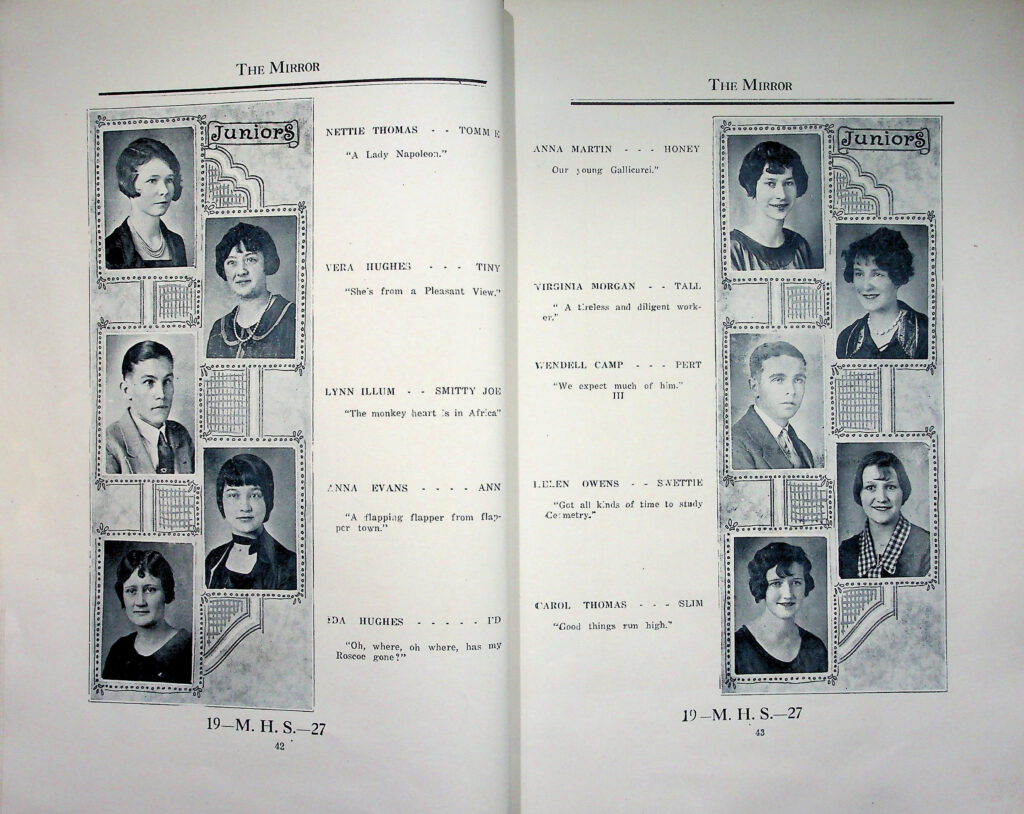 THE MIRROR
Juniors
NETTIE THOMAS - - TOMM E
"A Lady Napoleon."
VERA HUGHES - - - TINY
"She's from a Pleasant View."
LYNN ILLUM - - SMITTY JOE
"The monkey heart is in Africa"
ANNA EVANS - - - - ANN
"A flapping flapper from flap-
per town."
IDA HUGHES - - - - - I'D
"Oh, where, oh where, has my
Roscoe gone?"
19—M. H. S.—27
42
THE MIRROR
Juniors
ANNA MARTIN - - - HONEY
Our young Gallicurci."
VIRGINIA MORGAN - - TALL
" A tireless and diligent work-
er."
WENDELL CAMP - - - PERT
"We expect much of him."
III
HELEN OWENS - - SWETTIE
"Got all kinds of time to study
Geometry."
CAROL THOMAS - - - SLIM
"Good things run high."
19—M. H. S.—27
43